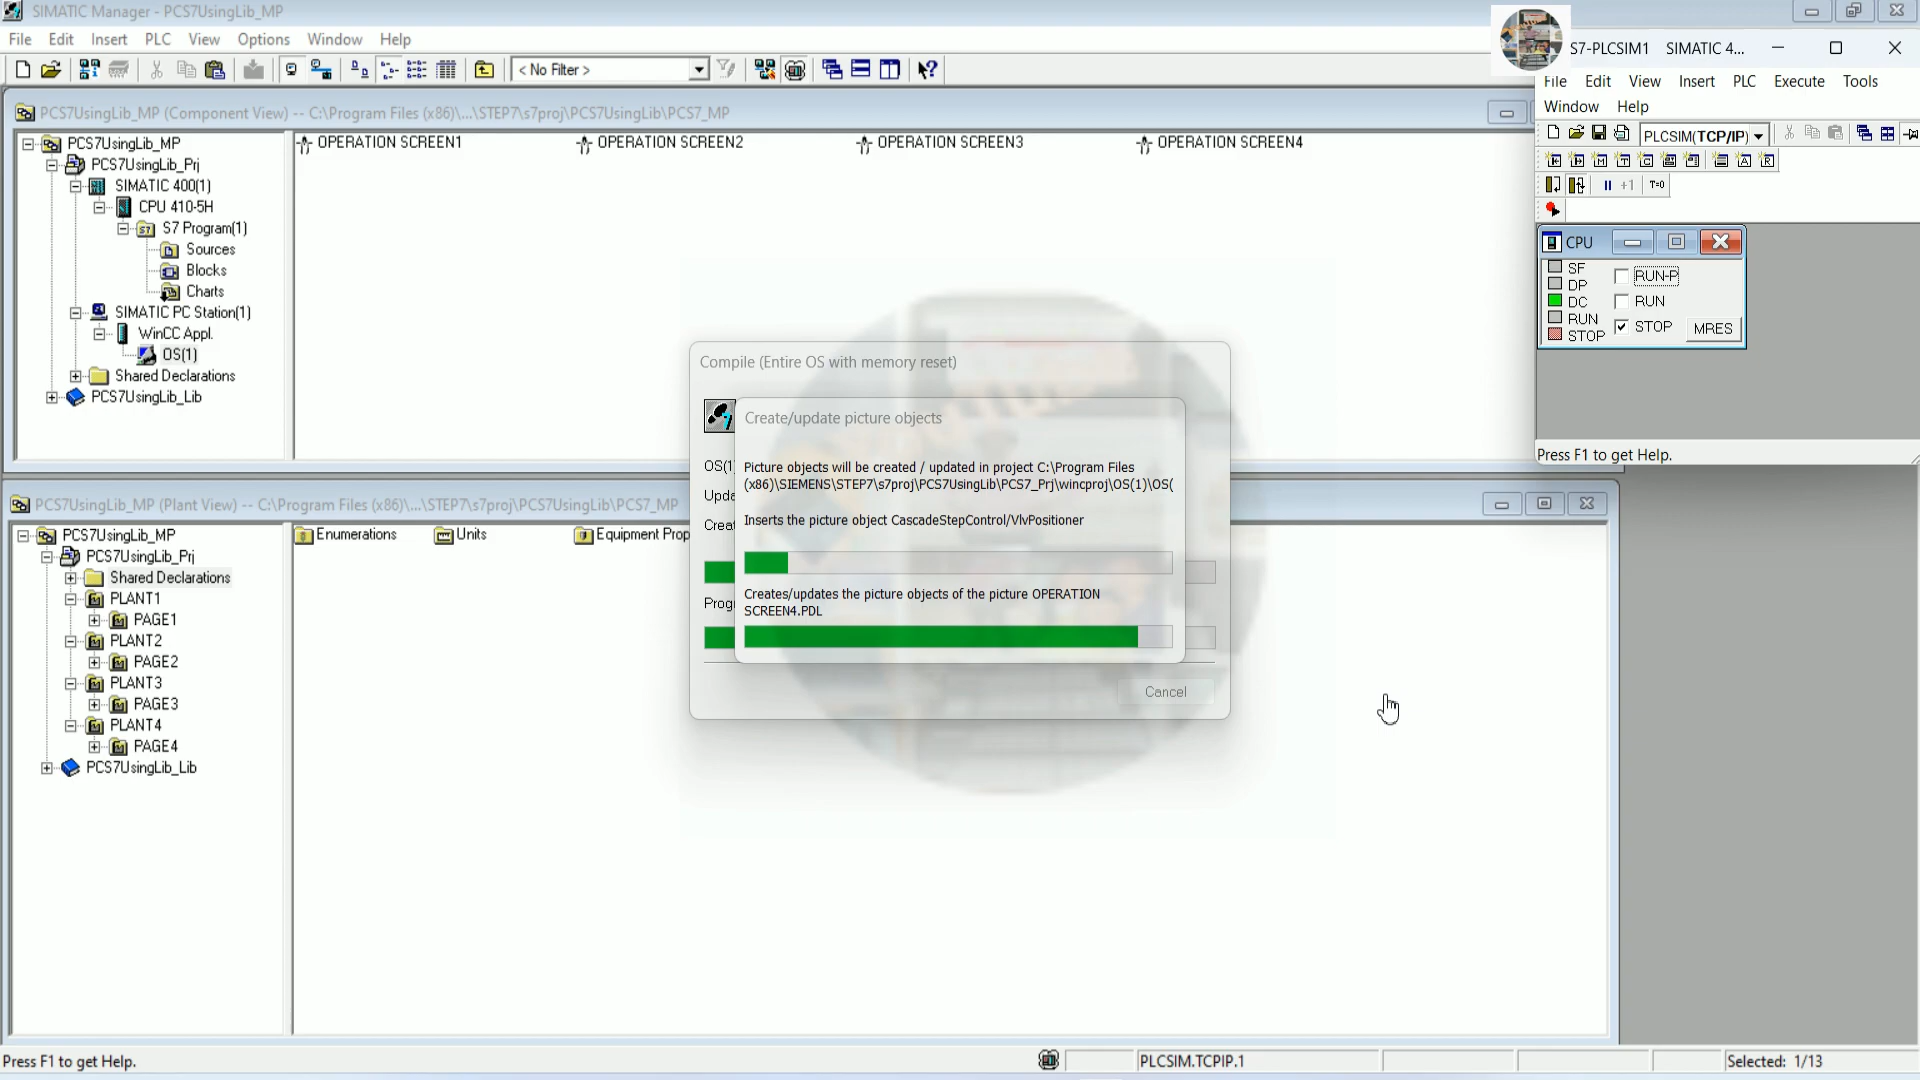 SIMATIC Manager - PCS7UsingLib_MP
File Edit Insert PLC View Options Window Help
< No Filter >
PCS7UsingLib_MP (Component View) -- C:\Program Files (x86)\...\STEP7\s7proj\PCS7UsingLib\PCS7_MP
PCS7UsingLib_MP
PCS7UsingLib_Prj
SIMATIC 400(1)
CPU 410-5H
S7 Program(1)
Sources
Blocks
Charts
SIMATIC PC Station(1)
WinCC Appl.
OS(1)
Shared Declarations
PCS7UsingLib_Lib
OPERATION SCREEN1 OPERATION SCREEN2 OPERATION SCREEN3 OPERATION SCREEN4
S7-PLCSIM1 SIMATIC 4...
File Edit View Insert PLC Execute Tools
Window Help
PLCSIM(TCP/IP)
+1 T=0
CPU
SF
DP
DC
RUN
STOP
RUN-P
RUN
STOP MRES
Press F1 to get Help.
Compile (Entire OS with memory reset)
OS(1)
Upda
Creat
Progr
Create/update picture objects
Picture objects will be created / updated in project C:\Program Files
(x86)\SIEMENS\STEP7\s7proj\PCS7UsingLib\PCS7_Prj\wincproj\OS(1)\OS(
Inserts the picture object CascadeStepControl/VlvPositioner
Creates/updates the picture objects of the picture OPERATION
SCREEN4.PDL
Cancel
PCS7UsingLib_MP (Plant View) -- C:\Program Files (x86)\...\STEP7\s7proj\PCS7UsingLib\PCS7_MP
PCS7UsingLib_MP
PCS7UsingLib_Prj
Shared Declarations
PLANT1
PAGE1
PLANT2
PAGE2
PLANT3
PAGE3
PLANT4
PAGE4
PCS7UsingLib_Lib
Enumerations Units Equipment Prop
Press F1 to get Help.
PLCSIM.TCPIP.1
Selected: 1/13